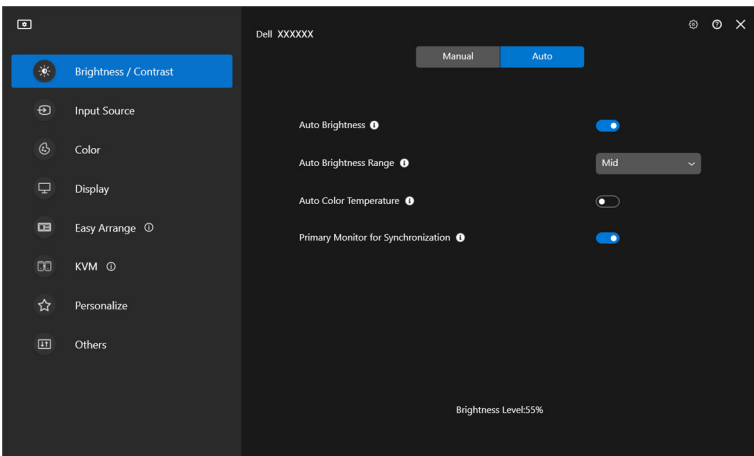 Dell XXXXXX
Manual Auto
Brightness / Contrast
Input Source
Color
Display
Easy Arrange
KVM
Personalize
Others
Auto Brightness
Auto Brightness Range Mid
Auto Color Temperature
Primary Monitor for Synchronization
Brightness Level:55%